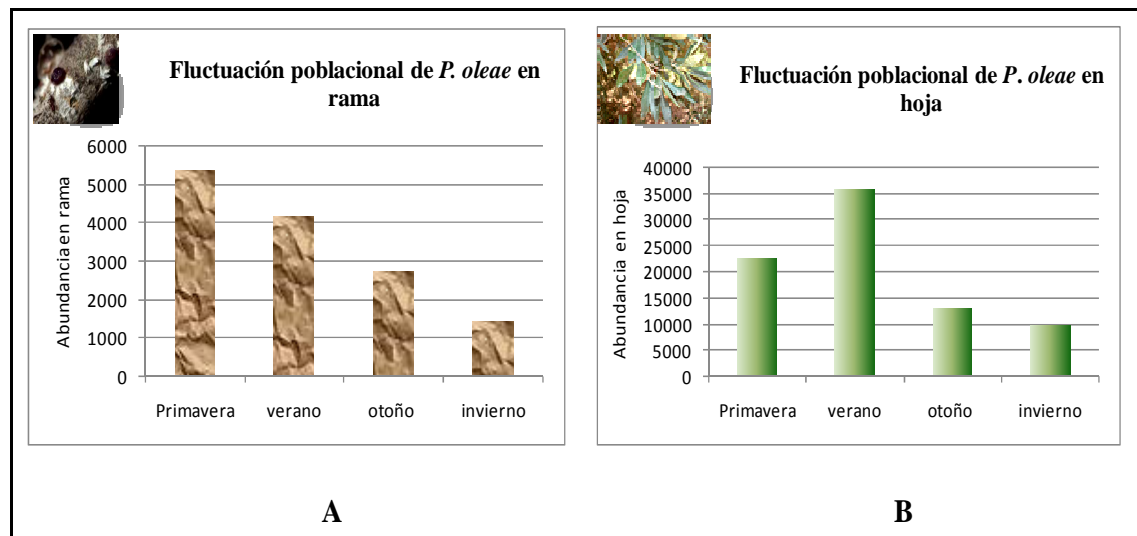 Fluctuación poblacional de P. oleae en
rama
Abundancia en rama
6000
5000
4000
3000
2000
1000
0
Primavera verano otoño invierno
A
Fluctuación poblacional de P. oleae en
hoja
Abundancia en hoja
40000
35000
30000
25000
20000
15000
10000
5000
0
Primavera verano otoño invierno
B